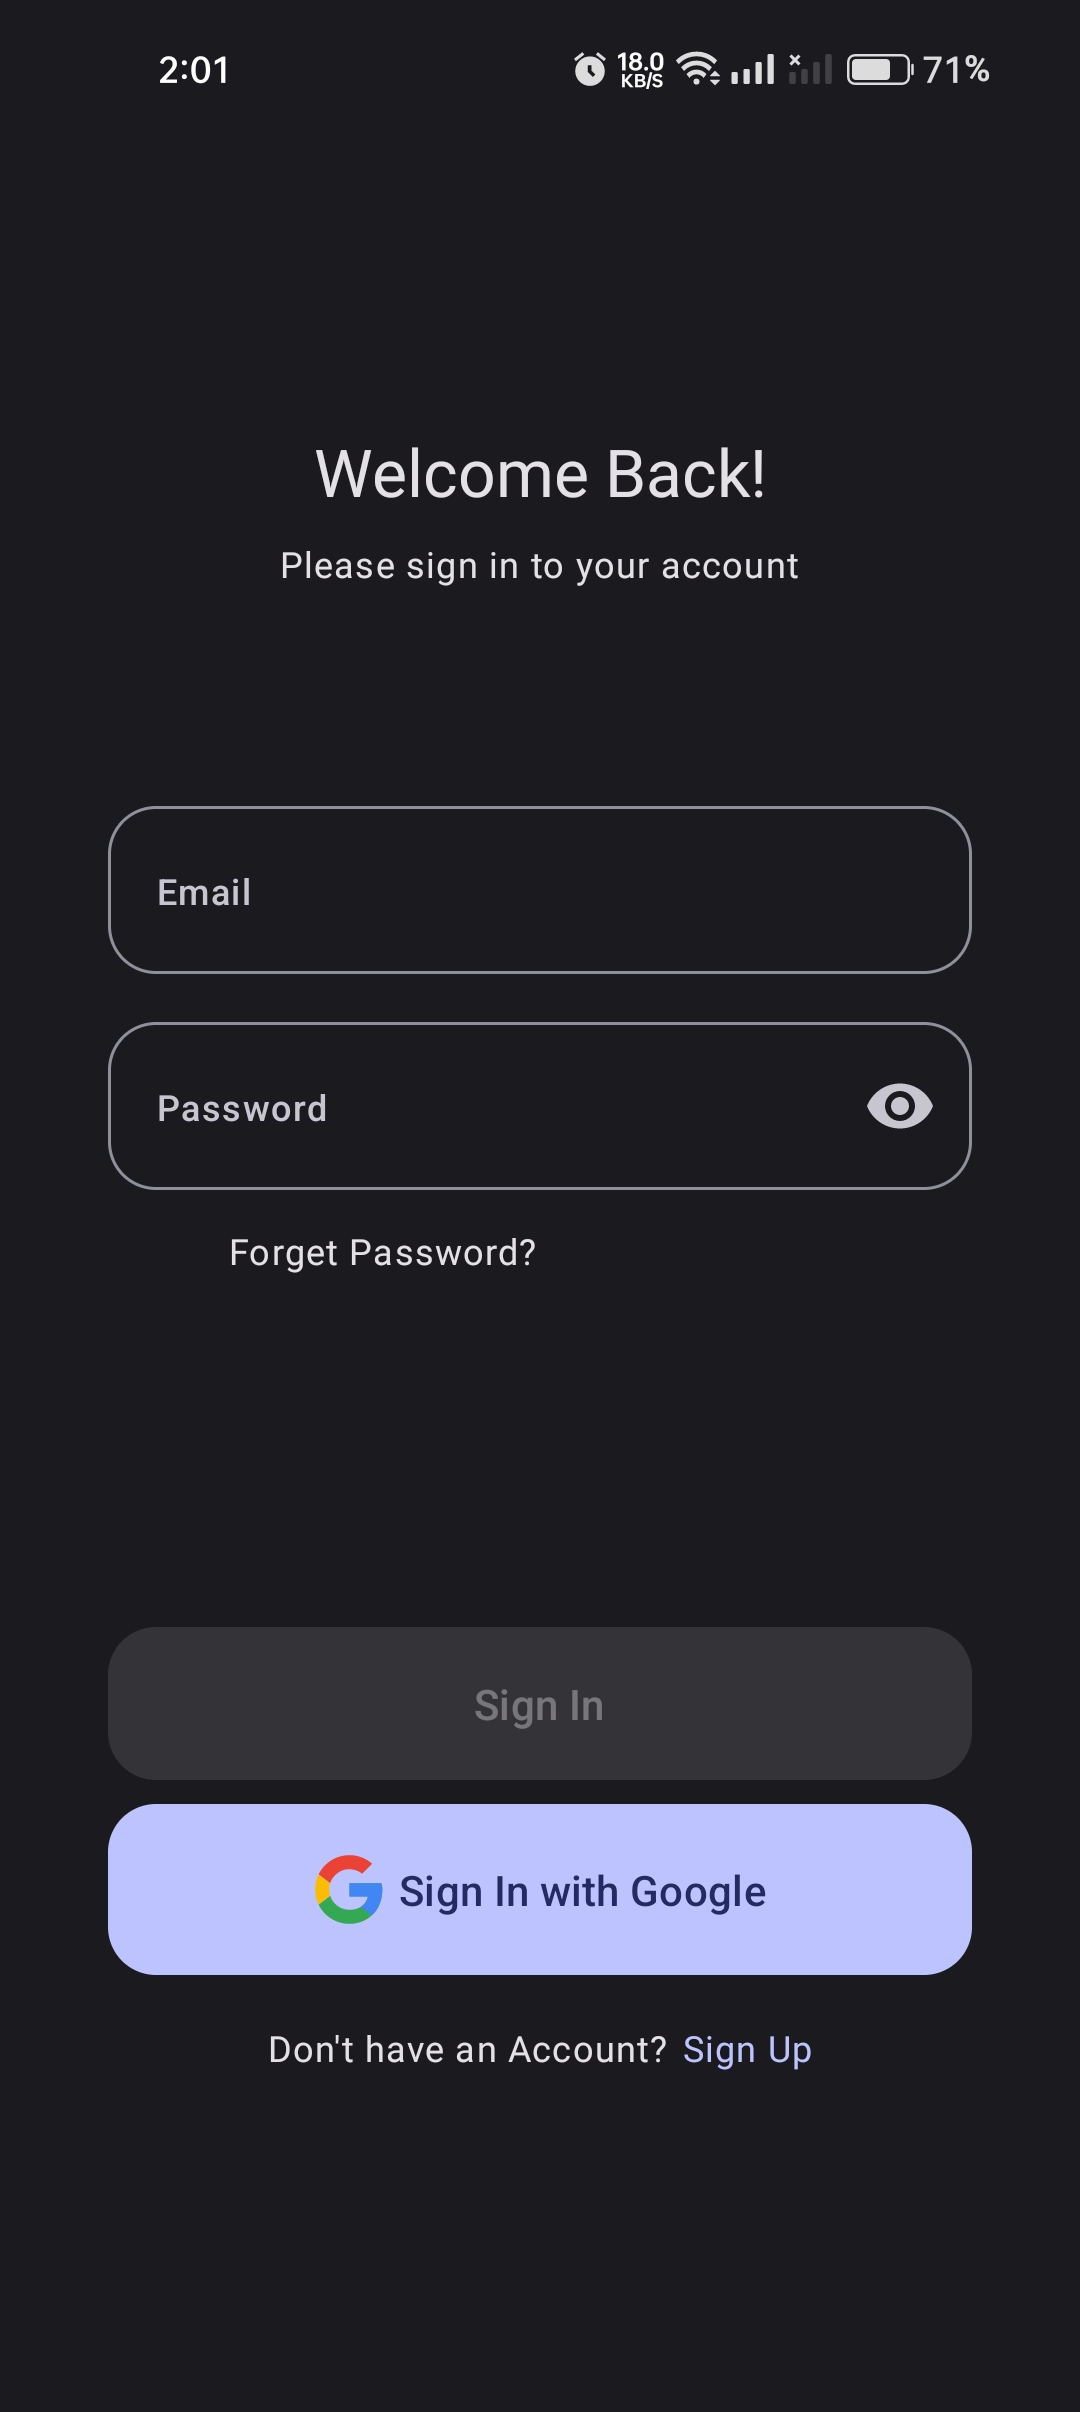 2:01 18.0 KB/S 71%
Welcome Back!
Please sign in to your account
Email
Password
Forget Password?
Sign In
Sign In with Google
Don't have an Account? Sign Up